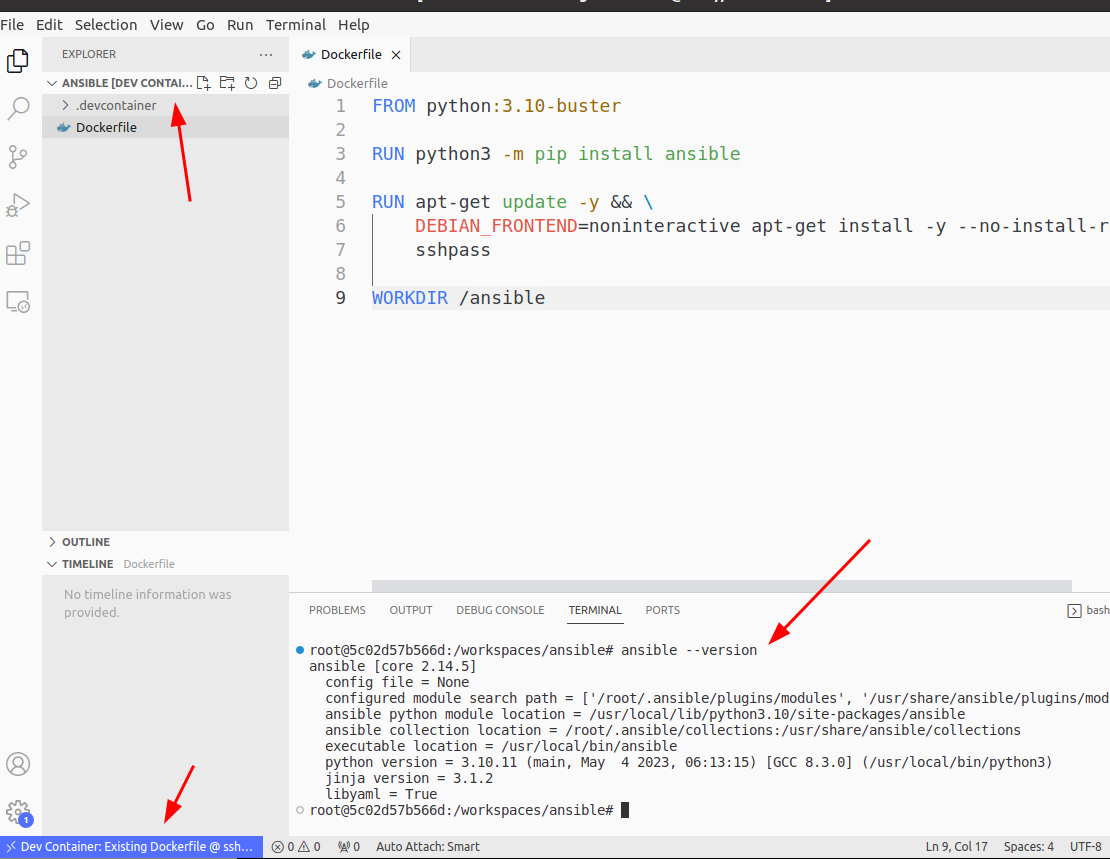 File Edit Selection View Go Run Terminal Help
EXPLORER ...
ANSIBLE [DEV CONTAI...
.devcontainer
Dockerfile
OUTLINE
TIMELINE Dockerfile
No timeline information was
provided.
Dockerfile
Dockerfile
1 FROM python:3.10-buster
2
3 RUN python3 -m pip install ansible
4
5 RUN apt-get update -y && \
6 DEBIAN_FRONTEND=noninteractive apt-get install -y --no-install-r
7 sshpass
8
9 WORKDIR /ansible
PROBLEMS OUTPUT DEBUG CONSOLE TERMINAL PORTS
bash
root@5c02d57b566d:/workspaces/ansible# ansible --version
ansible [core 2.14.5]
config file = None
configured module search path = ['/root/.ansible/plugins/modules', '/usr/share/ansible/plugins/mod
ansible python module location = /usr/local/lib/python3.10/site-packages/ansible
ansible collection location = /root/.ansible/collections:/usr/share/ansible/collections
executable location = /usr/local/bin/ansible
python version = 3.10.11 (main, May  4 2023, 06:13:15) [GCC 8.3.0] (/usr/local/bin/python3)
jinja version = 3.1.2
libyaml = True
root@5c02d57b566d:/workspaces/ansible#
1
Dev Container: Existing Dockerfile @ ssh... 0 0 0 Auto Attach: Smart Ln 9, Col 17 Spaces: 4 UTF-8